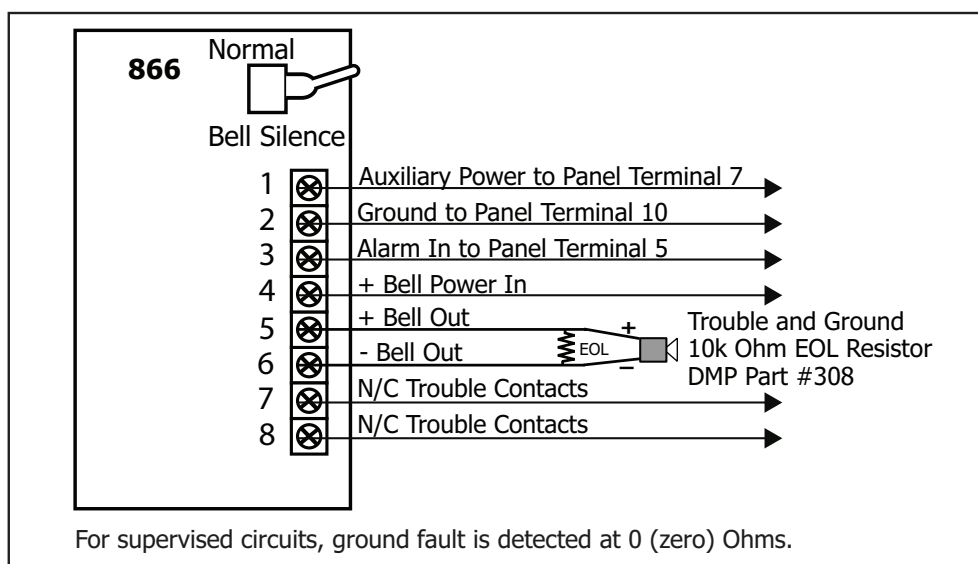 Normal
866
Bell Silence
1 Auxiliary Power to Panel Terminal 7
2 Ground to Panel Terminal 10
3 Alarm In to Panel Terminal 5
4 + Bell Power In
5 + Bell Out
6 - Bell Out
7 N/C Trouble Contacts
8 N/C Trouble Contacts
EOL
+
−
Trouble and Ground
10k Ohm EOL Resistor
DMP Part #308
For supervised circuits, ground fault is detected at 0 (zero) Ohms.